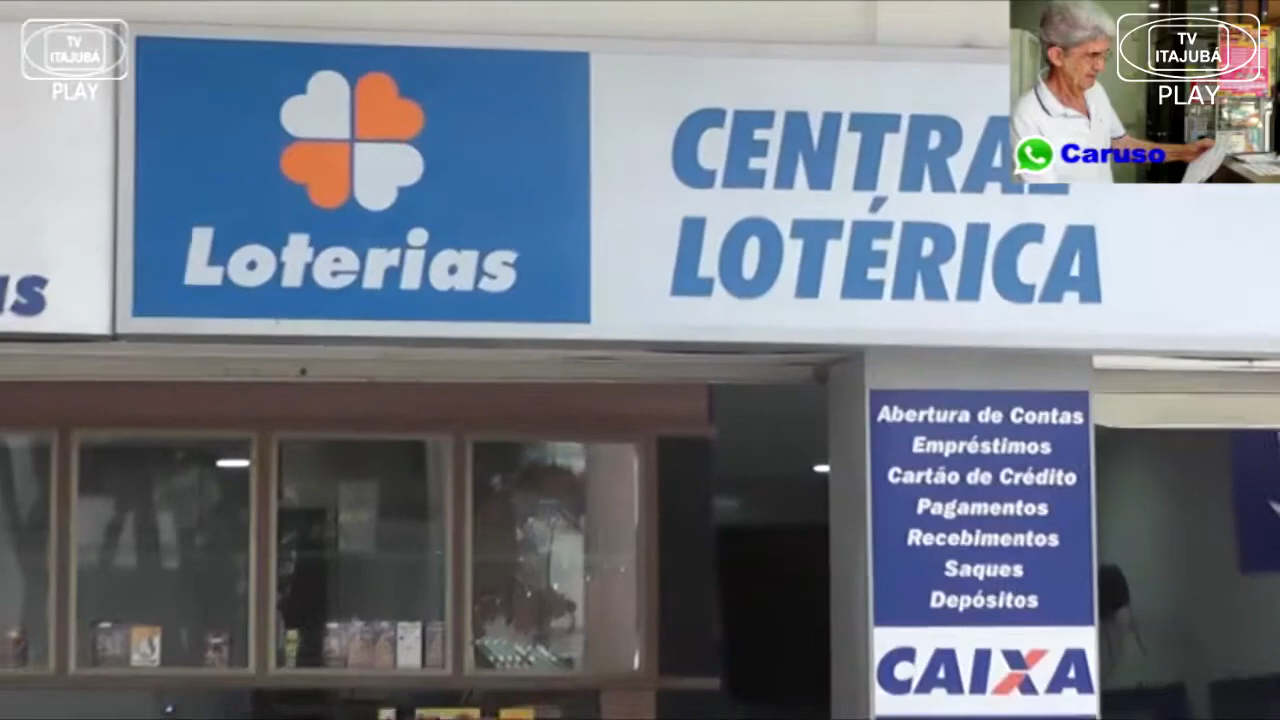 TV
ITAJUBÁ
PLAY
Loterias
CENTRAL
LOTÉRICA
TV
ITAJUBÁ
PLAY
Caruso
Abertura de Contas
Empréstimos
Cartão de Crédito
Pagamentos
Recebimentos
Saques
Depósitos
CAIXA